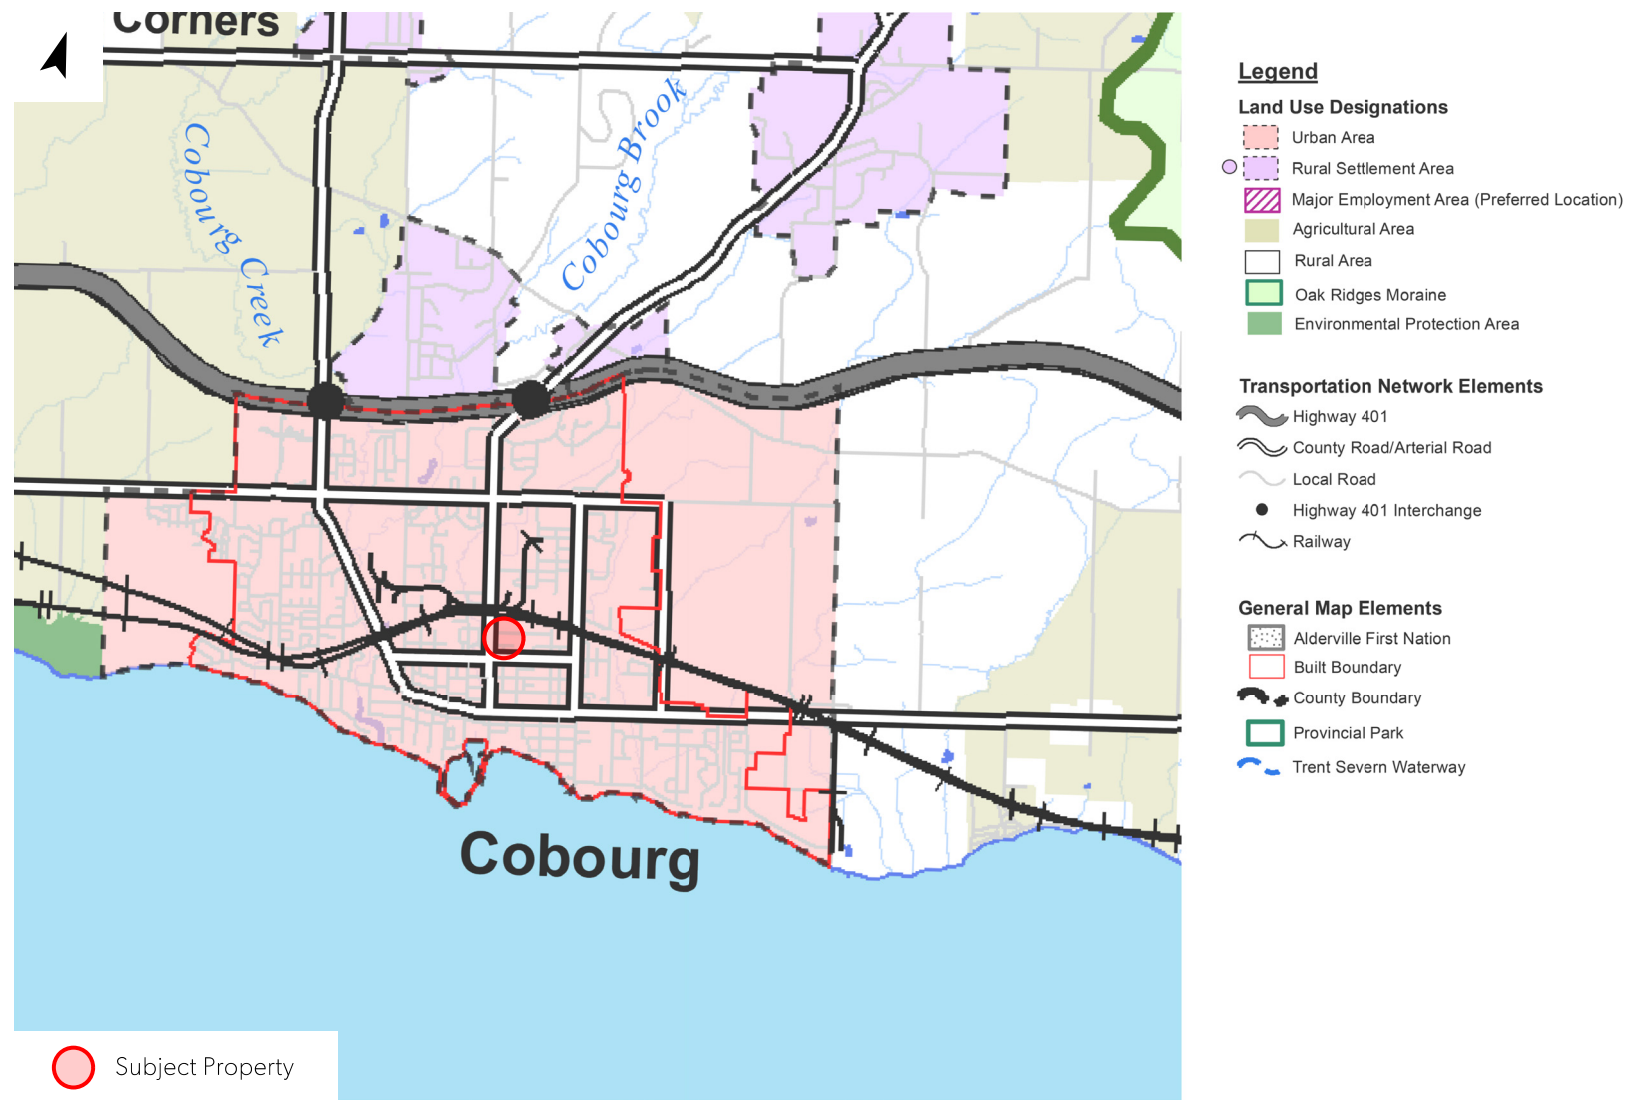 Corners
Cobourg Creek
Cobourg Brook
Cobourg
Subject Property
Legend
Land Use Designations
Urban Area
Rural Settlement Area
Major Employment Area (Preferred Location)
Agricultural Area
Rural Area
Oak Ridges Moraine
Environmental Protection Area
Transportation Network Elements
Highway 401
County Road/Arterial Road
Local Road
Highway 401 Interchange
Railway
General Map Elements
Alderville First Nation
Built Boundary
County Boundary
Provincial Park
Trent Severn Waterway